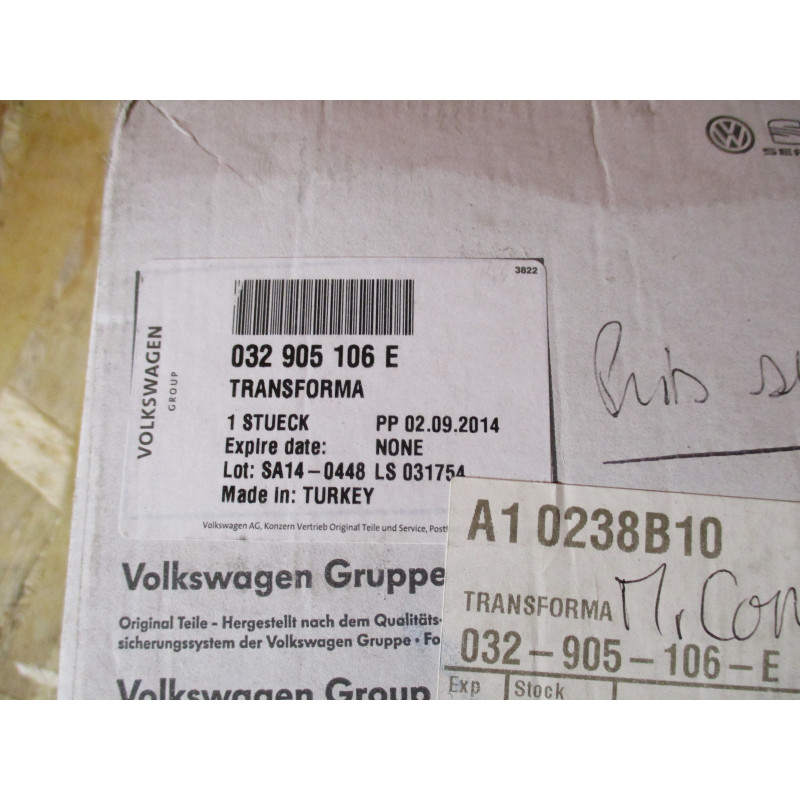 3822
VOLKSWAGEN
GROUP
032 905 106 E
TRANSFORMA
1 STUECK PP 02.09.2014
Expire date: NONE
Lot: SA14-0448 LS 031754
Made in: TURKEY
Volkswagen AG, Konzern Vertrieb Original Teile und Service,
Volkswagen Gruppe
Original Teile - Hergestellt nach dem Qualitäts-
sicherungssystem der Volkswagen Gruppe •
Volkswagen Group
A1 0238B10
TRANSFORMA
032-905-106-E
Exp Stock